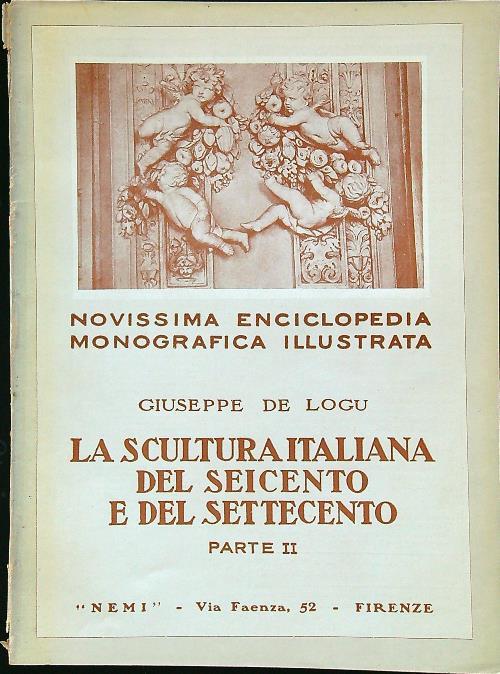 NOVISSIMA ENCICLOPEDIA
MONOGRAFICA ILLUSTRATA
GIUSEPPE DE LOGU
LA SCULTURA ITALIANA
DEL SEICENTO
E DEL SETTECENTO
PARTE II
"NEMI" - Via Faenza, 52 - FIRENZE